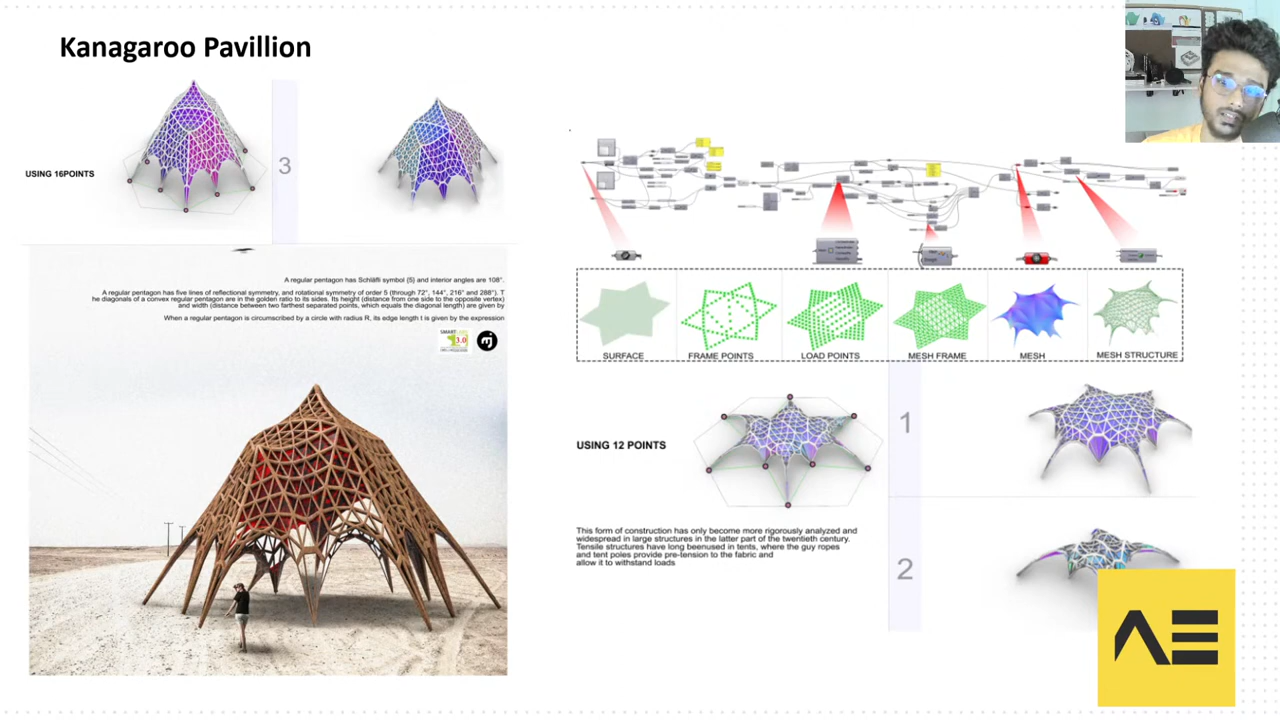 Kanagaroo Pavillion
USING 16POINTS
3
A regular pentagon has Schläfli symbol {5} and interior angles are 108°.
A regular pentagon has five lines of reflectional symmetry, and rotational symmetry of order 5 (through 72°, 144°, 216° and 288°). T
he diagonals of a convex regular pentagon are in the golden ratio to its sides. Its height (distance from one side to the opposite vertex)
and width (distance between two farthest separated points, which equals the diagonal length) are given by
When a regular pentagon is circumscribed by a circle with radius R, its edge length t is given by the expression
SMART
3.0
mj
SURFACE
FRAME POINTS
LOAD POINTS
MESH FRAME
MESH
MESH STRUCTURE
USING 12 POINTS
1
This form of construction has only become more rigorously analyzed and
widespread in large structures in the latter part of the twentieth century.
Tensile structures have long beenused in tents, where the guy ropes
and tent poles provide pre-tension to the fabric and
allow it to withstand loads
2